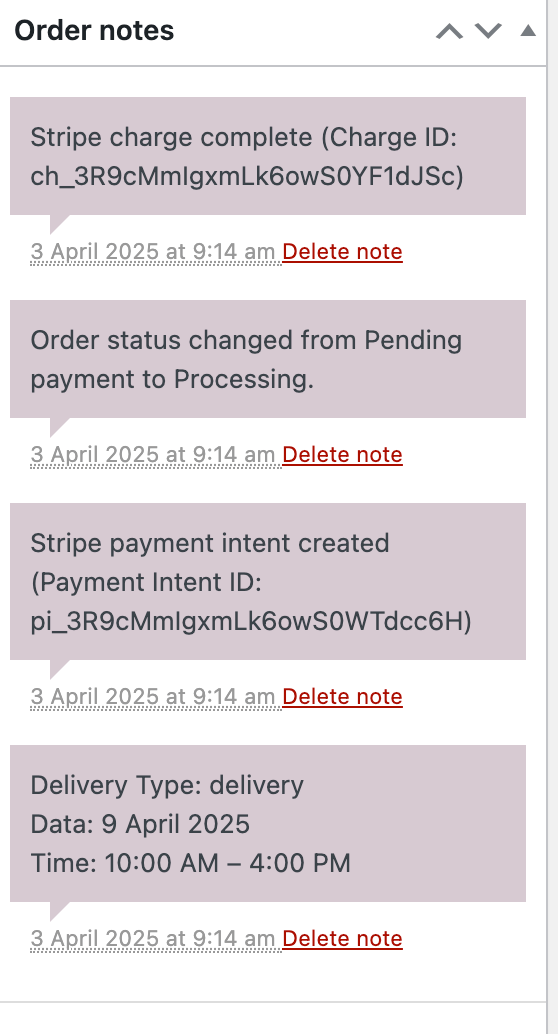 Order notes
Stripe charge complete (Charge ID:
ch_3R9cMmIgxmLk6owS0YF1dJSc)
3 April 2025 at 9:14 am Delete note
Order status changed from Pending
payment to Processing.
3 April 2025 at 9:14 am Delete note
Stripe payment intent created
(Payment Intent ID:
pi_3R9cMmIgxmLk6owS0WTdcc6H)
3 April 2025 at 9:14 am Delete note
Delivery Type: delivery
Data: 9 April 2025
Time: 10:00 AM – 4:00 PM
3 April 2025 at 9:14 am Delete note